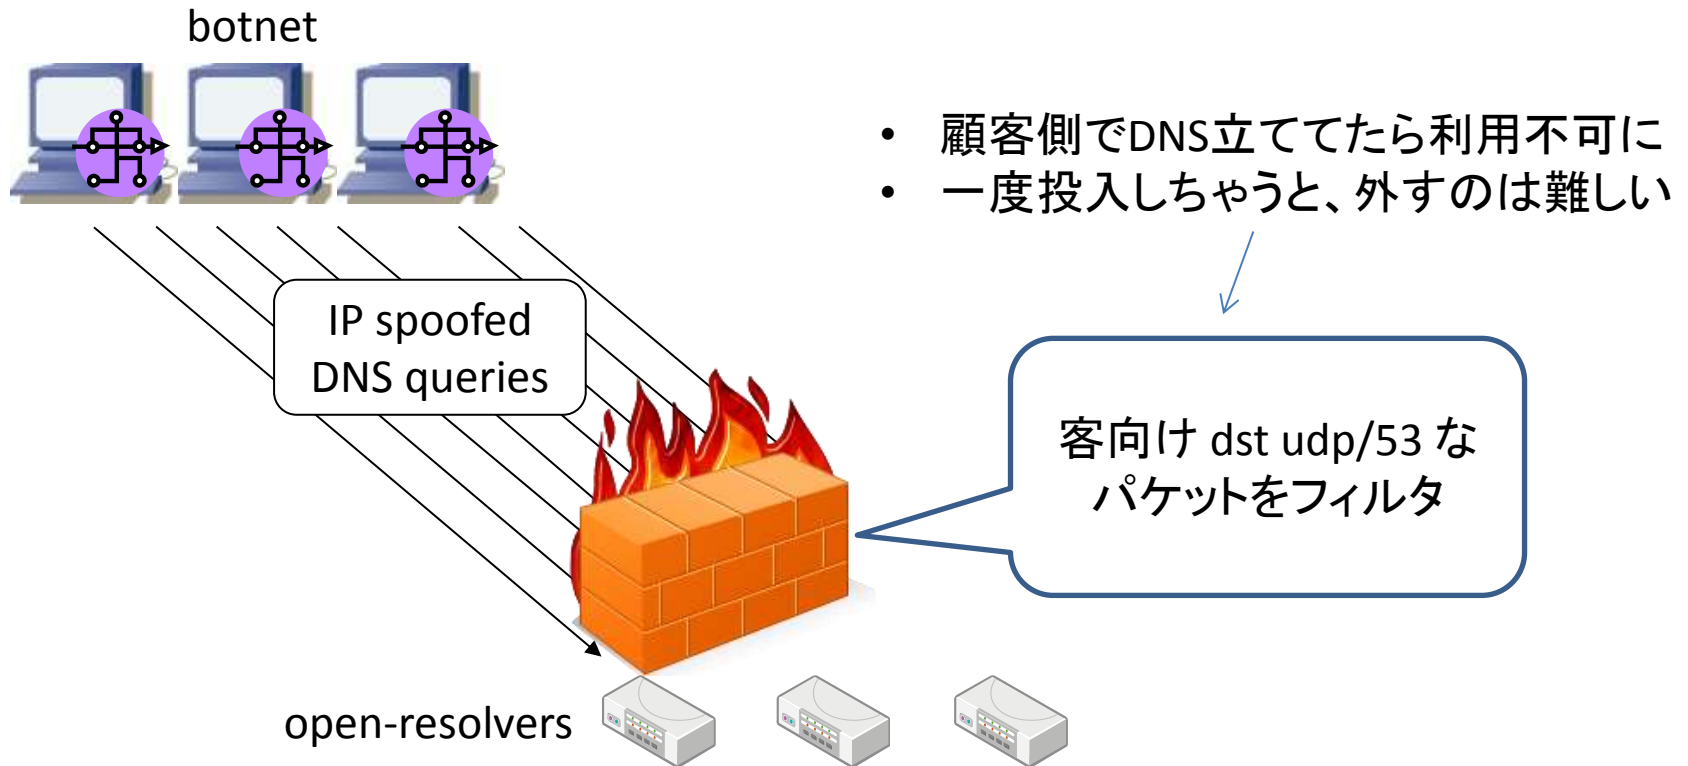 botnet
• 顧客側でDNS立ててたら利用不可に
• 一度投入しちゃうと、外すのは難しい
IP spoofed
DNS queries
客向け dst udp/53 な
パケットをフィルタ
open-resolvers